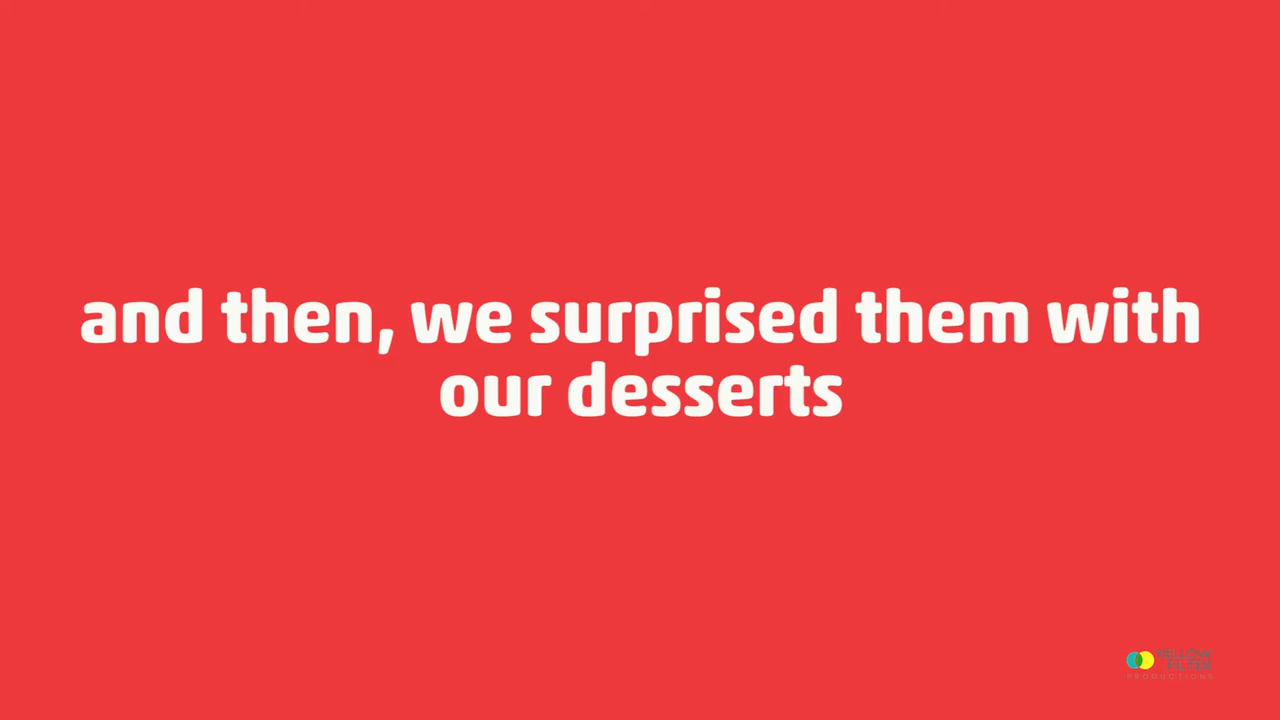 and then, we surprised them with
our desserts
YELLOW
FILTER
PRODUCTIONS